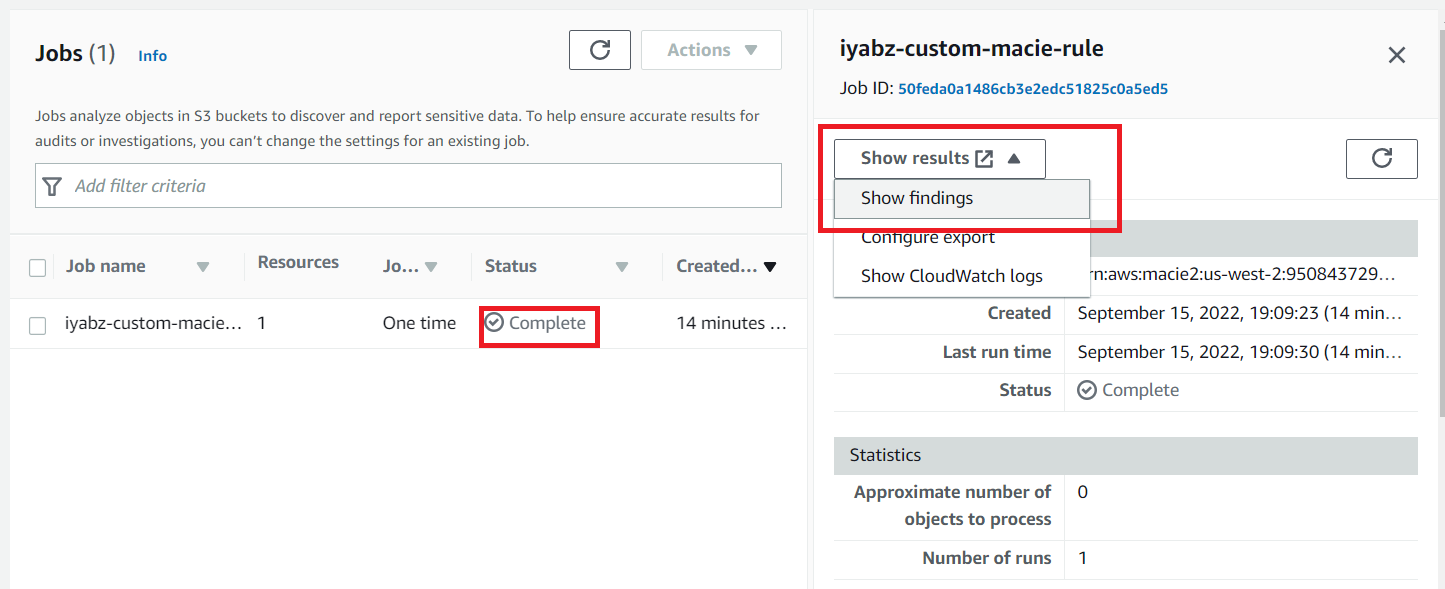 Jobs (1) Info
Actions
Jobs analyze objects in S3 buckets to discover and report sensitive data. To help ensure accurate results for
audits or investigations, you can't change the settings for an existing job.
Add filter criteria
Job name Resources Jo... Status Created...
iyabz-custom-macie... 1 One time Complete 14 minutes ...
iyabz-custom-macie-rule
Job ID: 50feda0a1486cb3e2edc51825c0a5ed5
Show results
Show findings
Configure export
Show CloudWatch logs
rn:aws:macie2:us-west-2:950843729...
Created September 15, 2022, 19:09:23 (14 min...
Last run time September 15, 2022, 19:09:30 (14 min...
Status Complete
Statistics
Approximate number of 0
objects to process
Number of runs 1